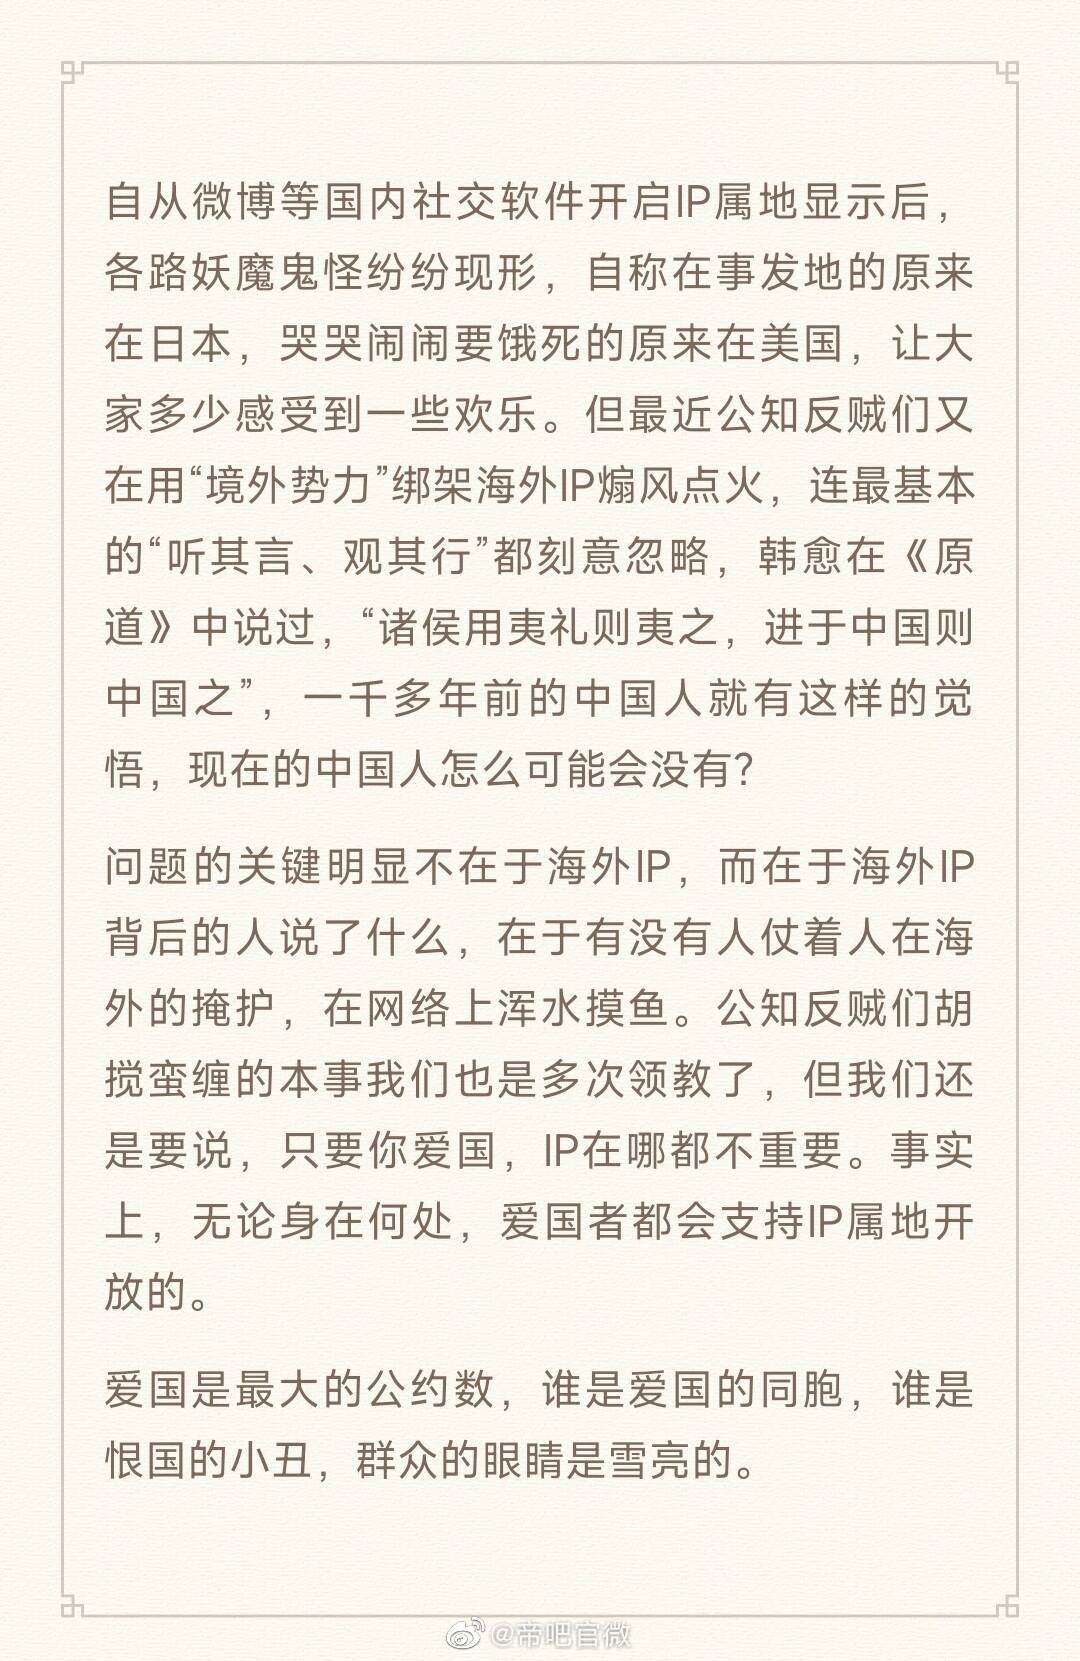 自从微博等国内社交软件开启IP属地显示后，
各路妖魔鬼怪纷纷现形，自称在事发地的原来
在日本，哭哭闹闹要饿死的原来在美国，让大
家多少感受到一些欢乐。但最近公知反贼们又
在用“境外势力”绑架海外IP煽风点火，连最基本
的“听其言、观其行”都刻意忽略，韩愈在《原
道》中说过，“诸侯用夷礼则夷之，进于中国则
中国之”，一千多年前的中国人就有这样的觉
悟，现在的中国人怎么可能会没有？
问题的关键明显不在于海外IP，而在于海外IP
背后的人说了什么，在于有没有人仗着人在海
外的掩护，在网络上浑水摸鱼。公知反贼们胡
搅蛮缠的本事我们也是多次领教了，但我们还
是要说，只要你爱国，IP在哪都不重要。事实
上，无论身在何处，爱国者都会支持IP属地开
放的。
爱国是最大的公约数，谁是爱国的同胞，谁是
恨国的小丑，群众的眼睛是雪亮的。
@帝吧官微